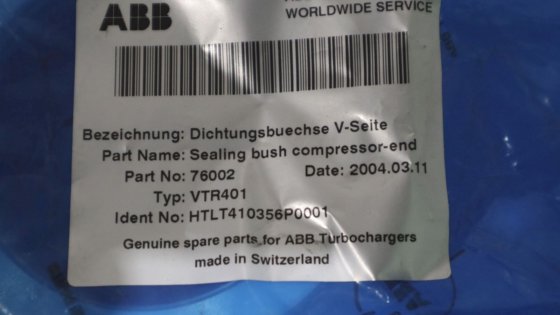 ABB
WORLDWIDE SERVICE
Bezeichnung: Dichtungsbuechse V-Seite
Part Name: Sealing bush compressor-end
Part No: 76002 Date: 2004.03.11
Typ: VTR401
Ident No: HTLT410356P0001
Genuine spare parts for ABB Turbochargers
made in Switzerland